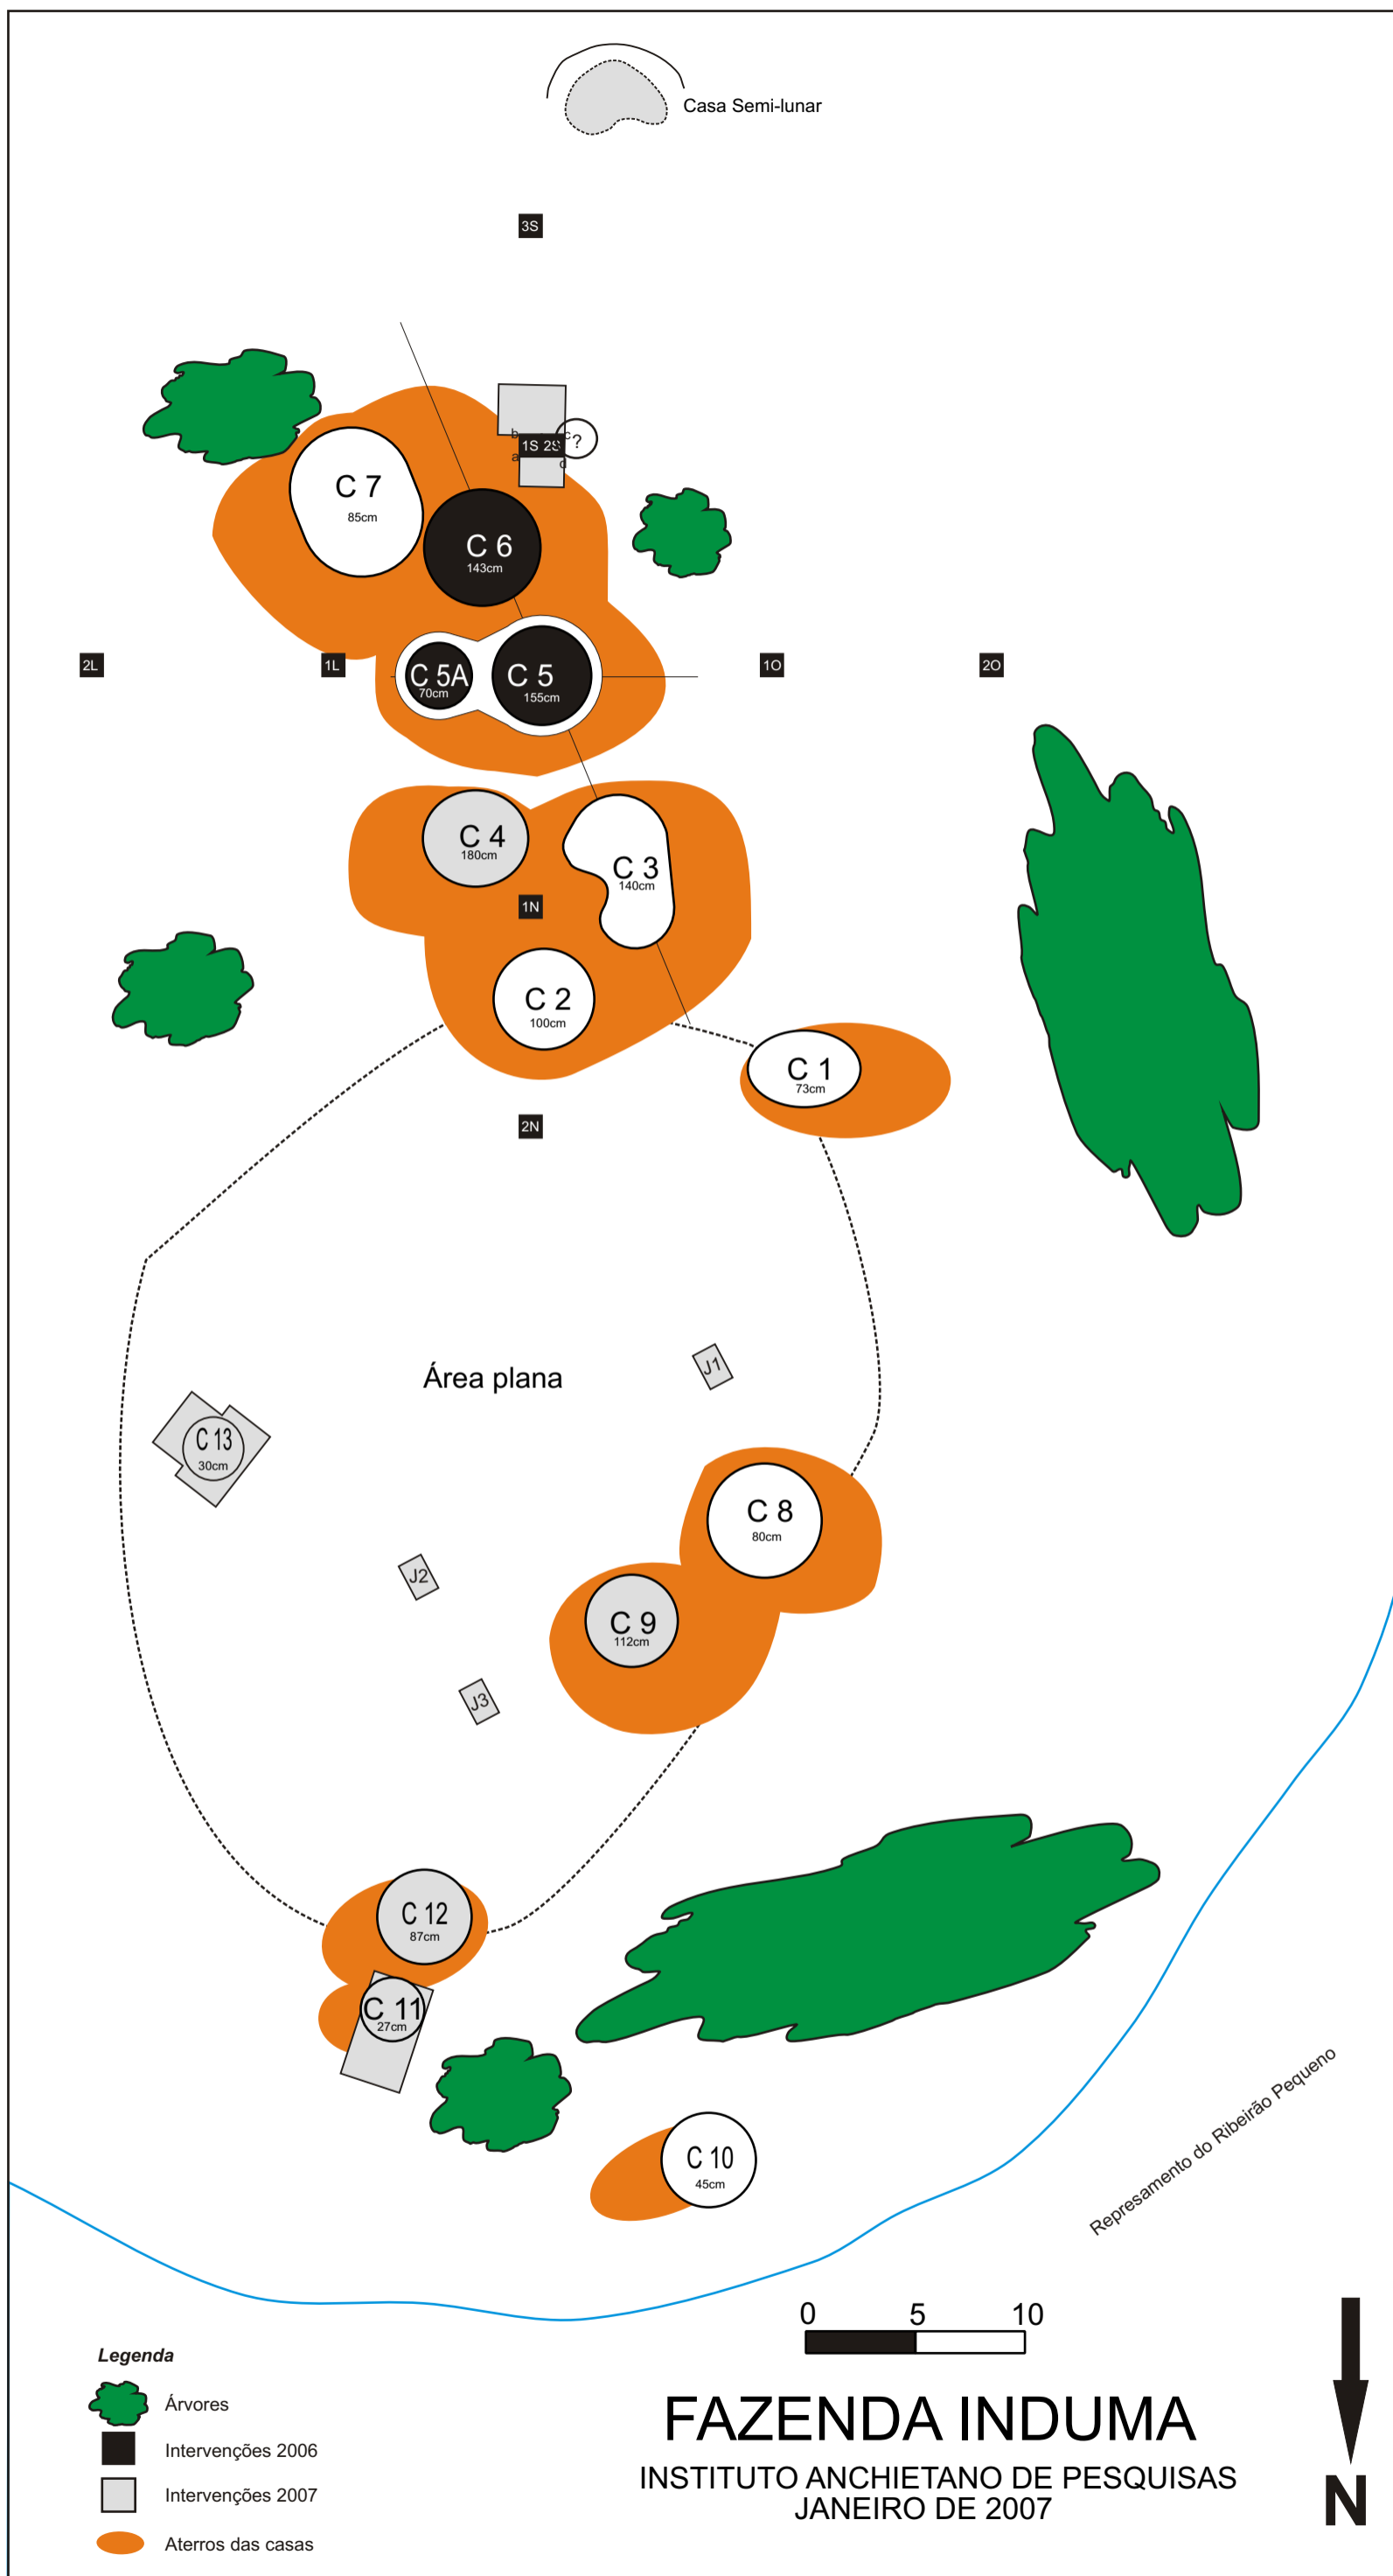 Casa Semi-lunar
3S
b
c
?
1S 2S
a
d
C 7
85cm
C 6
143cm
2L
1L
C 5A
70cm
C 5
155cm
1O
2O
C 4
180cm
C 3
140cm
1N
C 2
100cm
C 1
73cm
2N
J1
Área plana
C 13
30cm
C 8
80cm
J2
C 9
112cm
J3
C 12
87cm
C 11
27cm
C 10
45cm
Represamento do Ribeirão Pequeno
0 5 10
Legenda
Árvores
Intervenções 2006
Intervenções 2007
Aterros das casas
FAZENDA INDUMA
INSTITUTO ANCHIETANO DE PESQUISAS
JANEIRO DE 2007
N